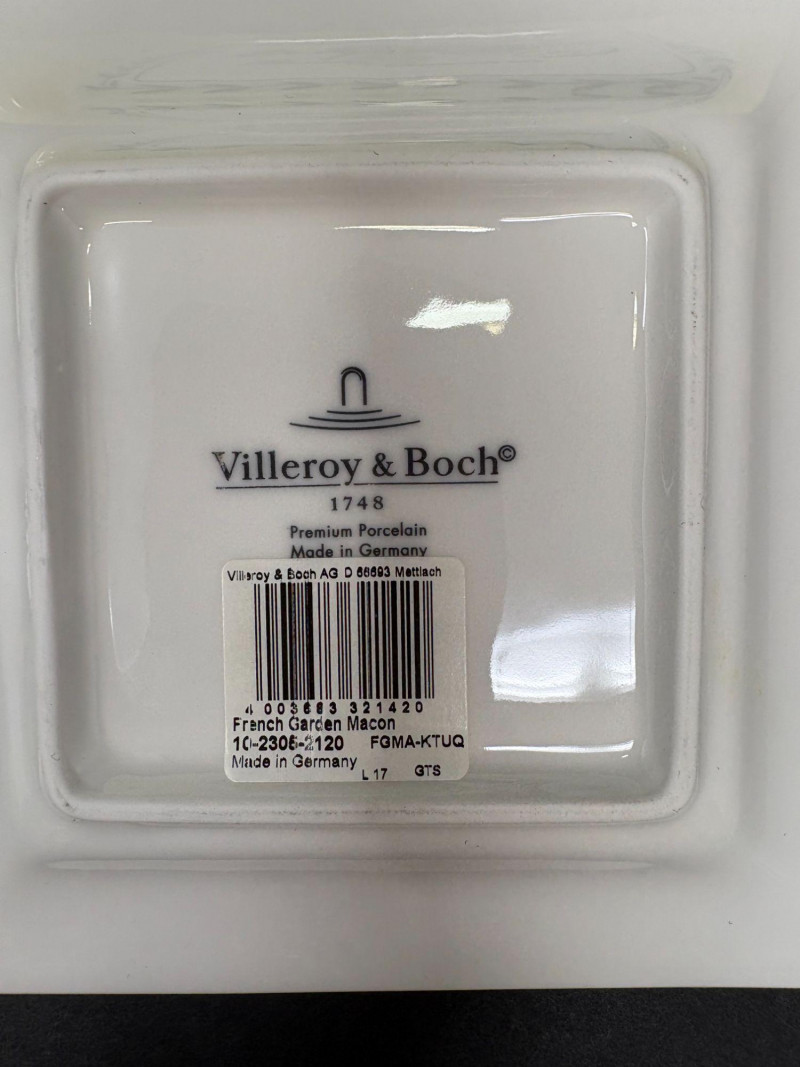 Villeroy & Boch©
1748
Premium Porcelain
Made in Germany
Villeroy & Boch AG D 66693 Mettlach
4 003683 321420
French Garden Macon
10-2305-2120 FGMA-KTUQ
Made in Germany
L 17 GTS